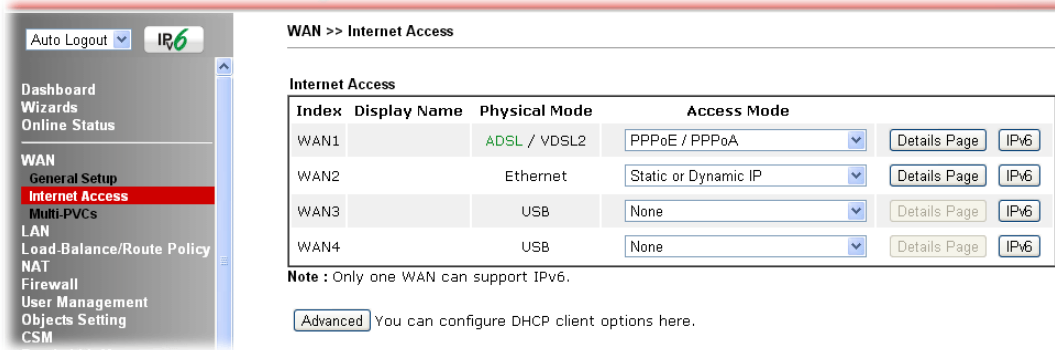 Auto Logout IPv6
Dashboard
Wizards
Online Status
WAN
General Setup
Internet Access
Multi-PVCs
LAN
Load-Balance/Route Policy
NAT
Firewall
User Management
Objects Setting
CSM
WAN >> Internet Access
Internet Access
Index Display Name Physical Mode Access Mode
WAN1 ADSL / VDSL2 PPPoE / PPPoA Details Page IPv6
WAN2 Ethernet Static or Dynamic IP Details Page IPv6
WAN3 USB None Details Page IPv6
WAN4 USB None Details Page IPv6
Note : Only one WAN can support IPv6.
Advanced You can configure DHCP client options here.